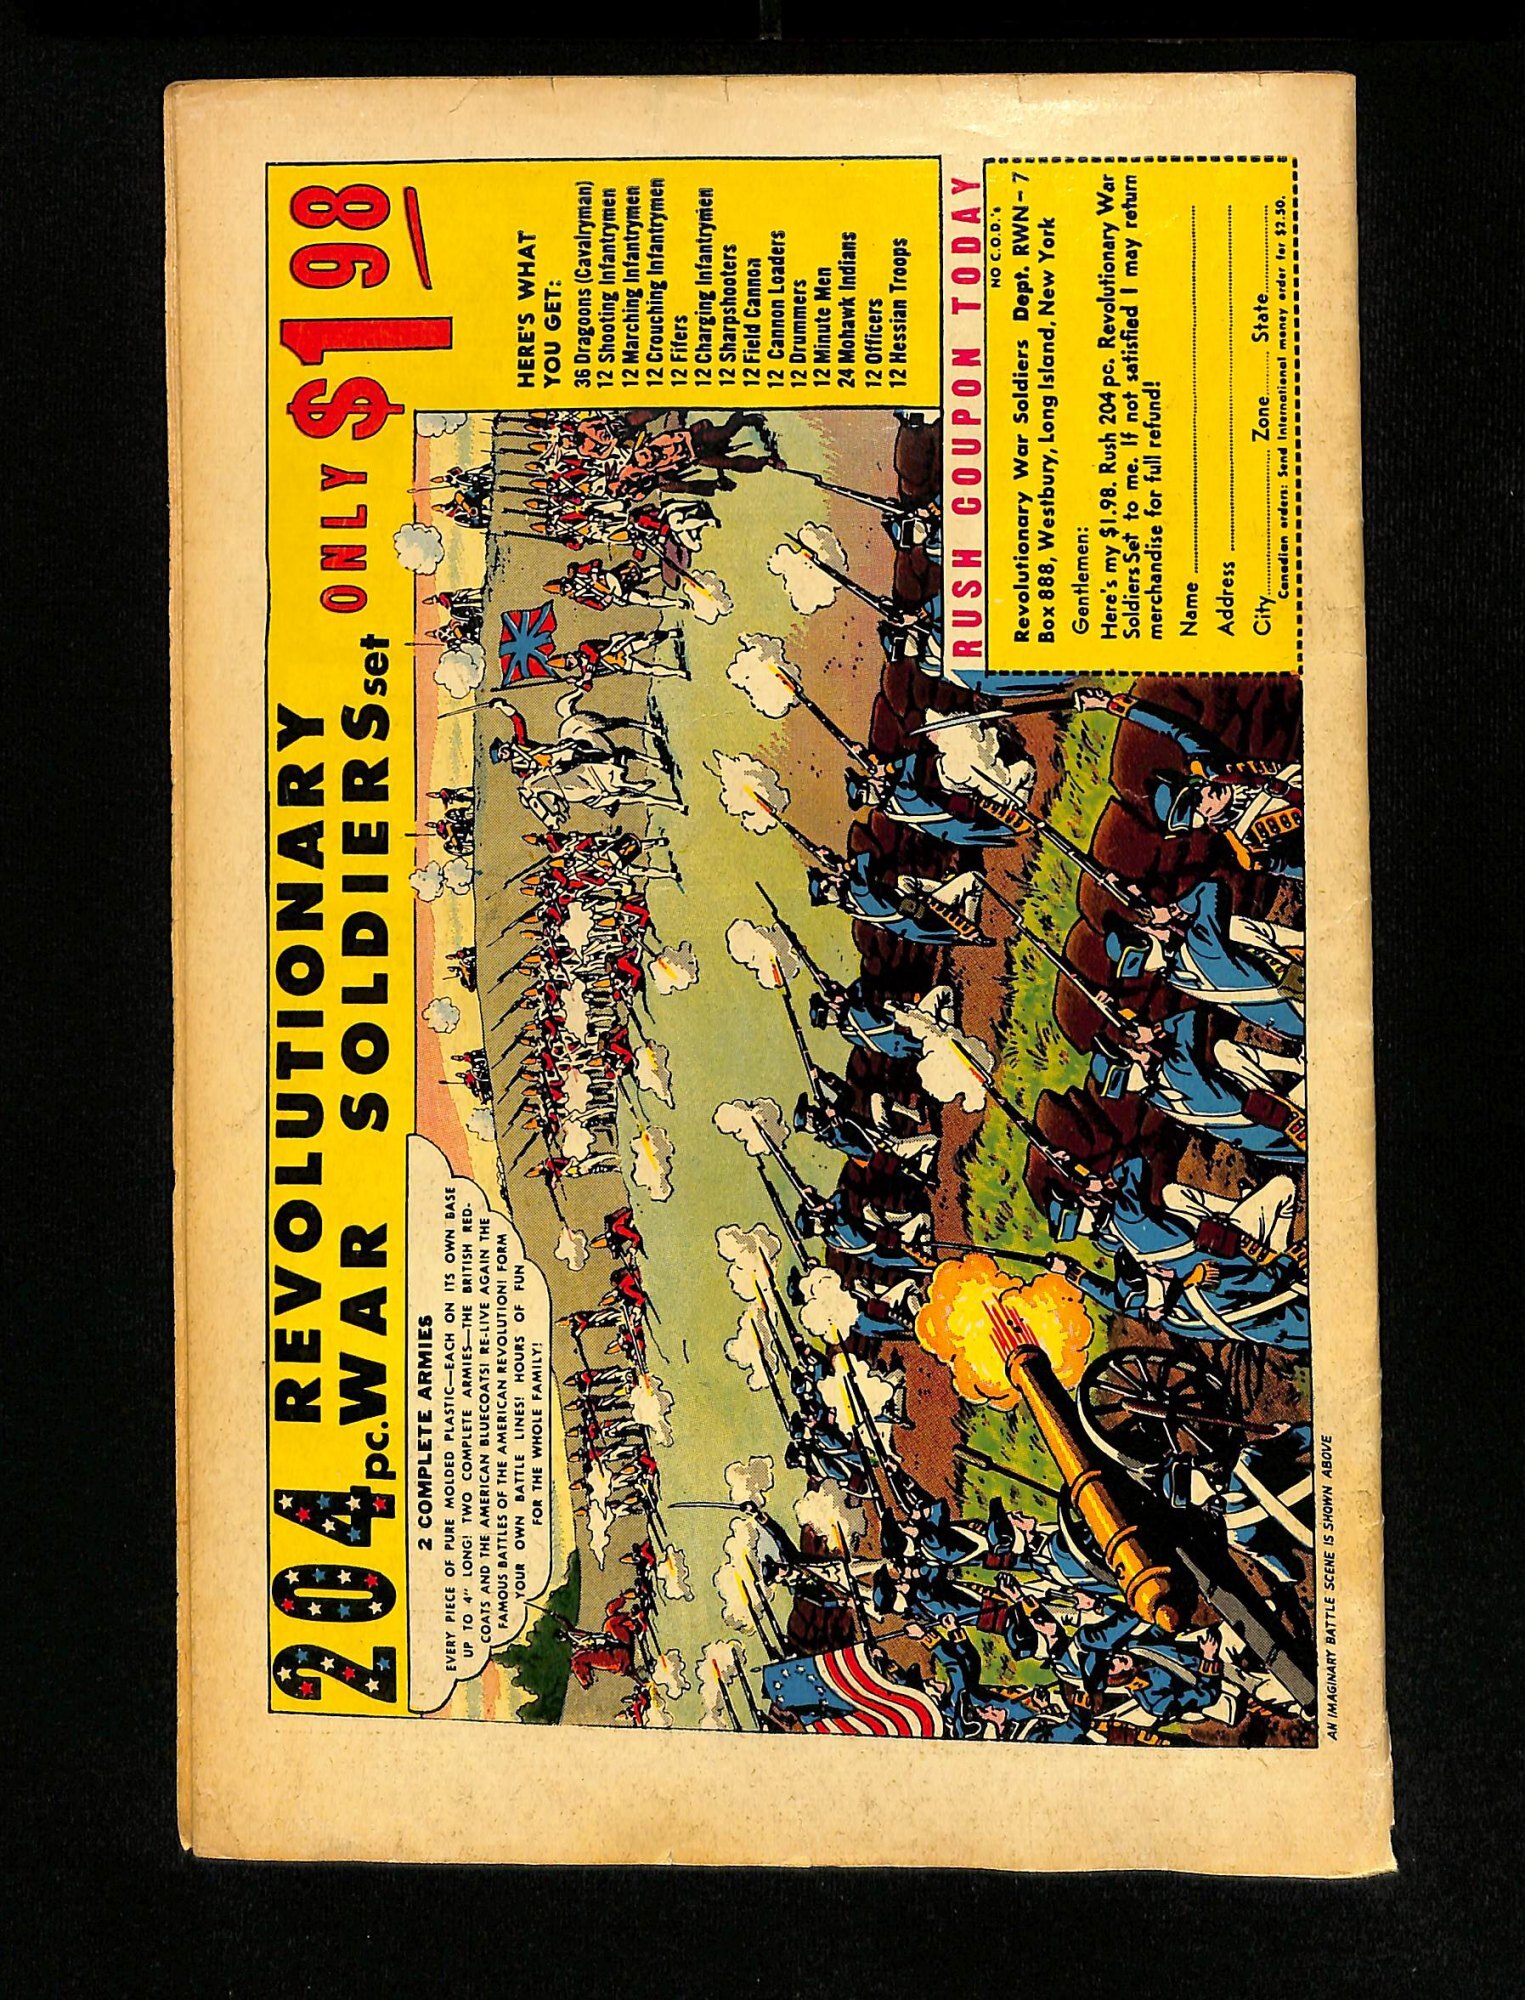 204 pc. REVOLUTIONARY
WAR SOLDIERS set
ONLY $1 98
2 COMPLETE ARMIES
EVERY PIECE OF PURE MOLDED PLASTIC—EACH ON ITS OWN BASE
UP TO 4" LONG! TWO COMPLETE ARMIES—THE BRITISH RED-
COATS AND THE AMERICAN BLUECOATS! RE-LIVE AGAIN THE
FAMOUS BATTLES OF THE AMERICAN REVOLUTION! FORM
YOUR OWN BATTLE LINES! HOURS OF FUN
FOR THE WHOLE FAMILY!
HERE'S WHAT
YOU GET:
36 Dragoons (Cavalryman)
12 Shooting Infantrymen
12 Marching Infantrymen
12 Crouching Infantrymen
12 Fifers
12 Charging Infantrymen
12 Sharpshooters
12 Field Cannon
12 Cannon Loaders
12 Drummers
12 Minute Men
24 Mohawk Indians
12 Officers
12 Hessian Troops
RUSH COUPON TODAY
NO C.O.D.'s
Revolutionary War Soldiers Dept. RWN-7
Box 888, Westbury, Long Island, New York
Gentlemen:
Here's my $1.98. Rush 204 pc. Revolutionary War
Soldiers Set to me. If not satisfied I may return
merchandise for full refund!
Name
Address
City Zone State
Canadian orders: Send International money order for $2.50.
AN IMAGINARY BATTLE SCENE IS SHOWN ABOVE